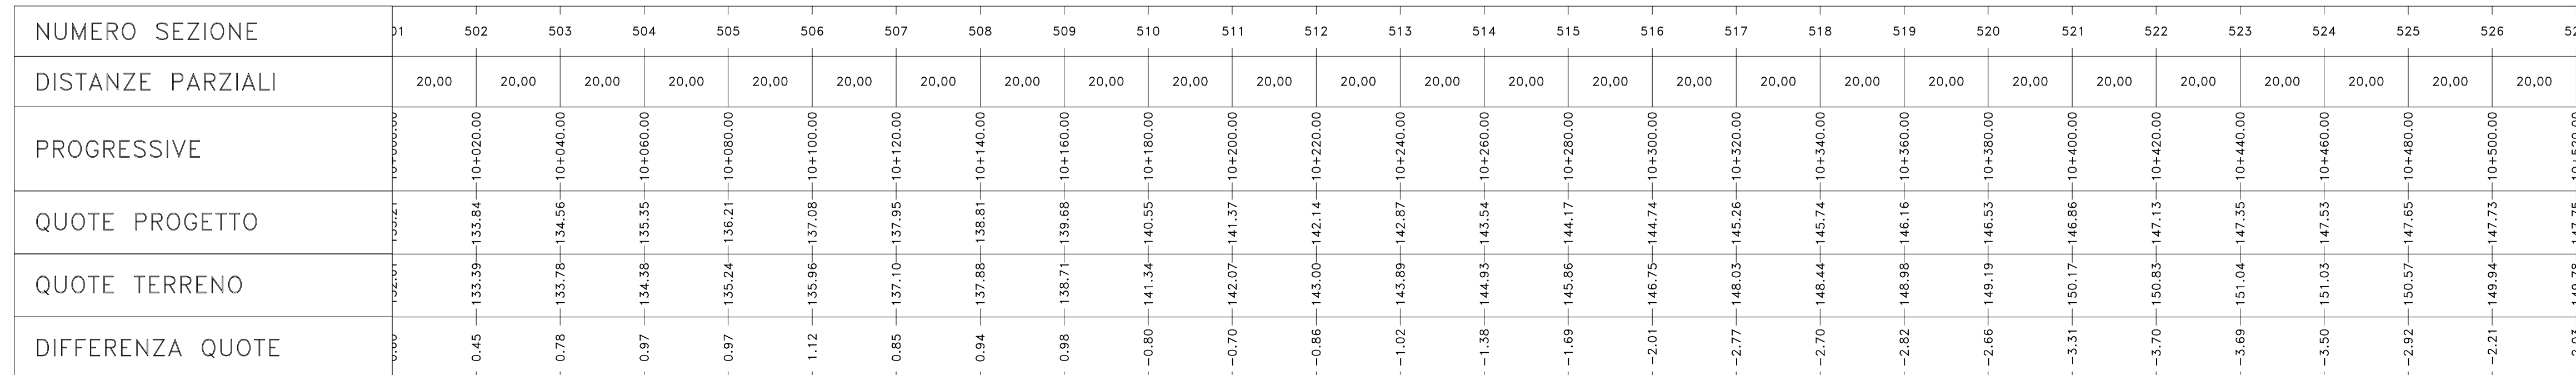 NUMERO SEZIONE 01 502 503 504 505 506 507 508 509 510 511 512 513 514 515 516 517 518 519 520 521 522 523 524 525 526
DISTANZE PARZIALI 20,00 20,00 20,00 20,00 20,00 20,00 20,00 20,00 20,00 20,00 20,00 20,00 20,00 20,00 20,00 20,00 20,00 20,00 20,00 20,00 20,00 20,00 20,00 20,00 20,00 20,00
PROGRESSIVE 10+020.00 10+040.00 10+060.00 10+080.00 10+100.00 10+120.00 10+140.00 10+160.00 10+180.00 10+200.00 10+220.00 10+240.00 10+260.00 10+280.00 10+300.00 10+320.00 10+340.00 10+360.00 10+380.00 10+400.00 10+420.00 10+440.00 10+460.00 10+480.00 10+500.00
QUOTE PROGETTO 133.84 134.56 135.35 136.21 137.08 137.95 138.81 139.68 140.55 141.37 142.14 142.87 143.54 144.17 144.74 145.26 145.74 146.16 146.53 146.86 147.13 147.35 147.53 147.65 147.73
QUOTE TERRENO 133.39 133.78 134.38 135.24 135.96 137.10 137.88 138.71 141.34 142.07 143.00 143.89 144.93 145.86 146.75 148.03 148.44 148.98 149.19 150.17 150.83 151.04 151.03 150.57 149.94
DIFFERENZA QUOTE 0.45 0.78 0.97 0.97 1.12 0.85 0.94 0.98 -0.80 -0.70 -0.86 -1.02 -1.38 -1.69 -2.01 -2.77 -2.70 -2.82 -2.66 -3.31 -3.70 -3.69 -3.50 -2.92 -2.21